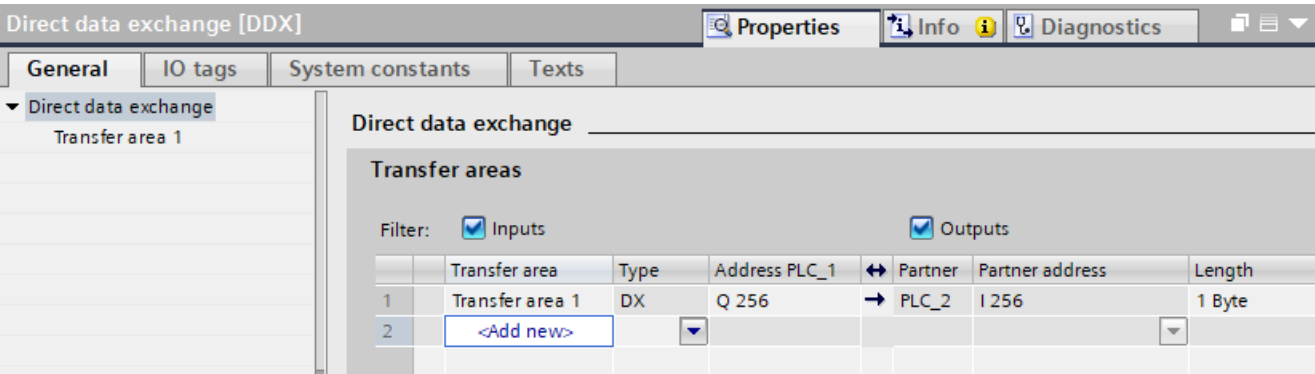 Direct data exchange [DDX] Properties Info Diagnostics
General IO tags System constants Texts
Direct data exchange
Transfer area 1
Direct data exchange
Transfer areas
Filter: Inputs Outputs
Transfer area Type Address PLC_1 ↔ Partner Partner address Length
1 Transfer area 1 DX Q 256 → PLC_2 I 256 1 Byte
2 <Add new>